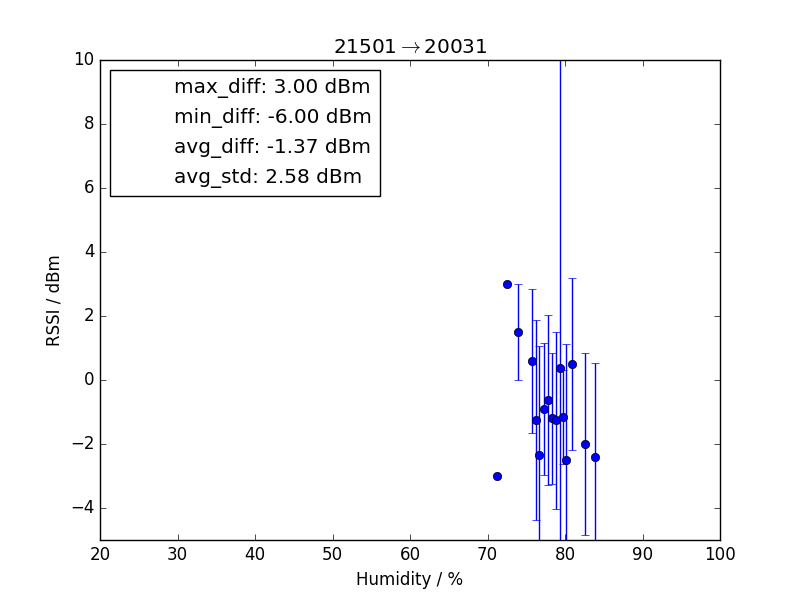 21501→20031
max_diff: 3.00 dBm
min_diff: -6.00 dBm
avg_diff: -1.37 dBm
avg_std: 2.58 dBm
10
8
6
4
2
0
−2
−4
RSSI / dBm
20 30 40 50 60 70 80 90 100
Humidity / %